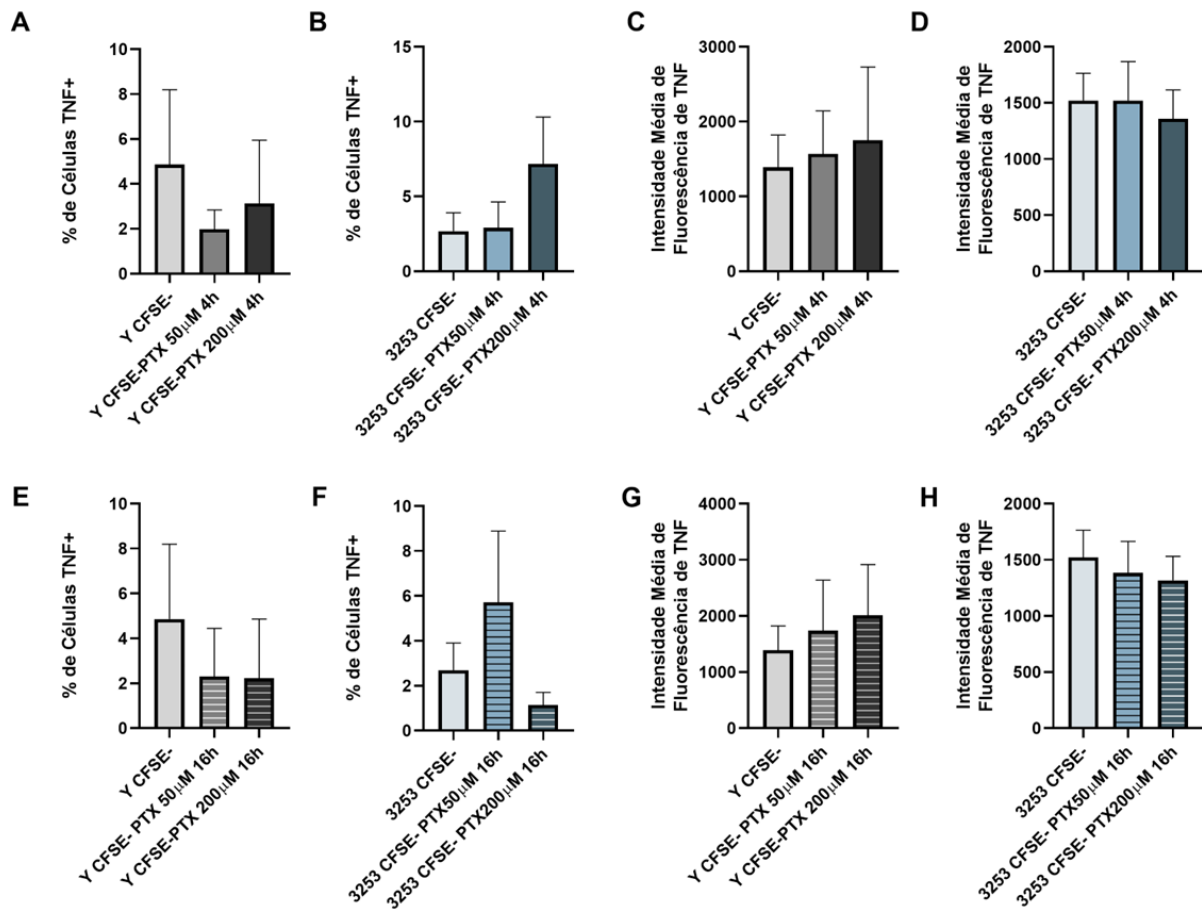 A
% de Células TNF+
10
8
6
4
2
0
Y CFSE-
Y CFSE-PTX 50μM 4h
Y CFSE-PTX 200μM 4h
B
% de Células TNF+
15
10
5
0
3253 CFSE-
3253 CFSE- PTX50μM 4h
3253 CFSE- PTX200μM 4h
C
Intensidade Média de
Fluorescência de TNF
3000
2000
1000
0
Y CFSE-
Y CFSE-PTX 50μM 4h
Y CFSE-PTX 200μM 4h
D
Intensidade Média de
Fluorescência de TNF
2000
1500
1000
500
0
3253 CFSE-
3253 CFSE- PTX50μM 4h
3253 CFSE- PTX200μM 4h
E
% de Células TNF+
10
8
6
4
2
0
Y CFSE-
Y CFSE- PTX 50μM 16h
Y CFSE-PTX 200μM 16h
F
% de Células TNF+
10
8
6
4
2
0
3253 CFSE-
3253 CFSE- PTX50μM 16h
3253 CFSE- PTX200μM 16h
G
Intensidade Média de
Fluorescência de TNF
4000
3000
2000
1000
0
Y CFSE-
Y CFSE- PTX 50μM 16h
Y CFSE-PTX 200μM 16h
H
Intensidade Média de
Fluorescência de TNF
2000
1500
1000
500
0
3253 CFSE-
3253 CFSE- PTX50μM 16h
3253 CFSE- PTX200μM 16h